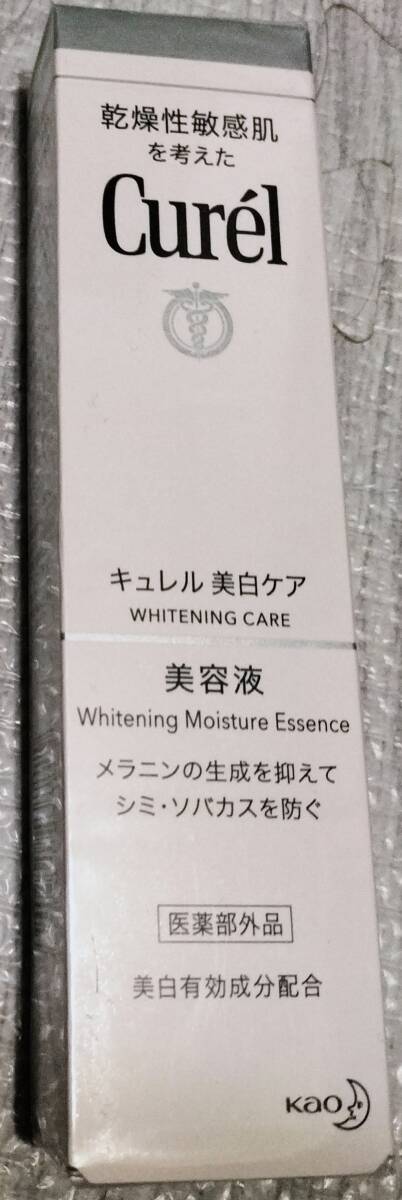 乾燥性敏感肌
を考えた
Curél
キュレル 美白ケア
WHITENING CARE
美容液
Whitening Moisture Essence
メラニンの生成を抑えて
シミ・ソバカスを防ぐ
医薬部外品
美白有効成分配合
Kao